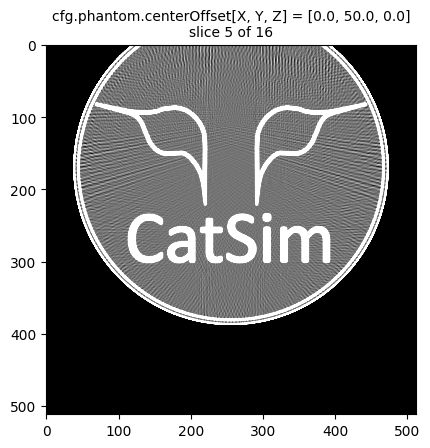 cfg.phantom.centerOffset[X, Y, Z] = [0.0, 50.0, 0.0]
slice 5 of 16
0
100
200
300
400
500
CatSim
0 100 200 300 400 500